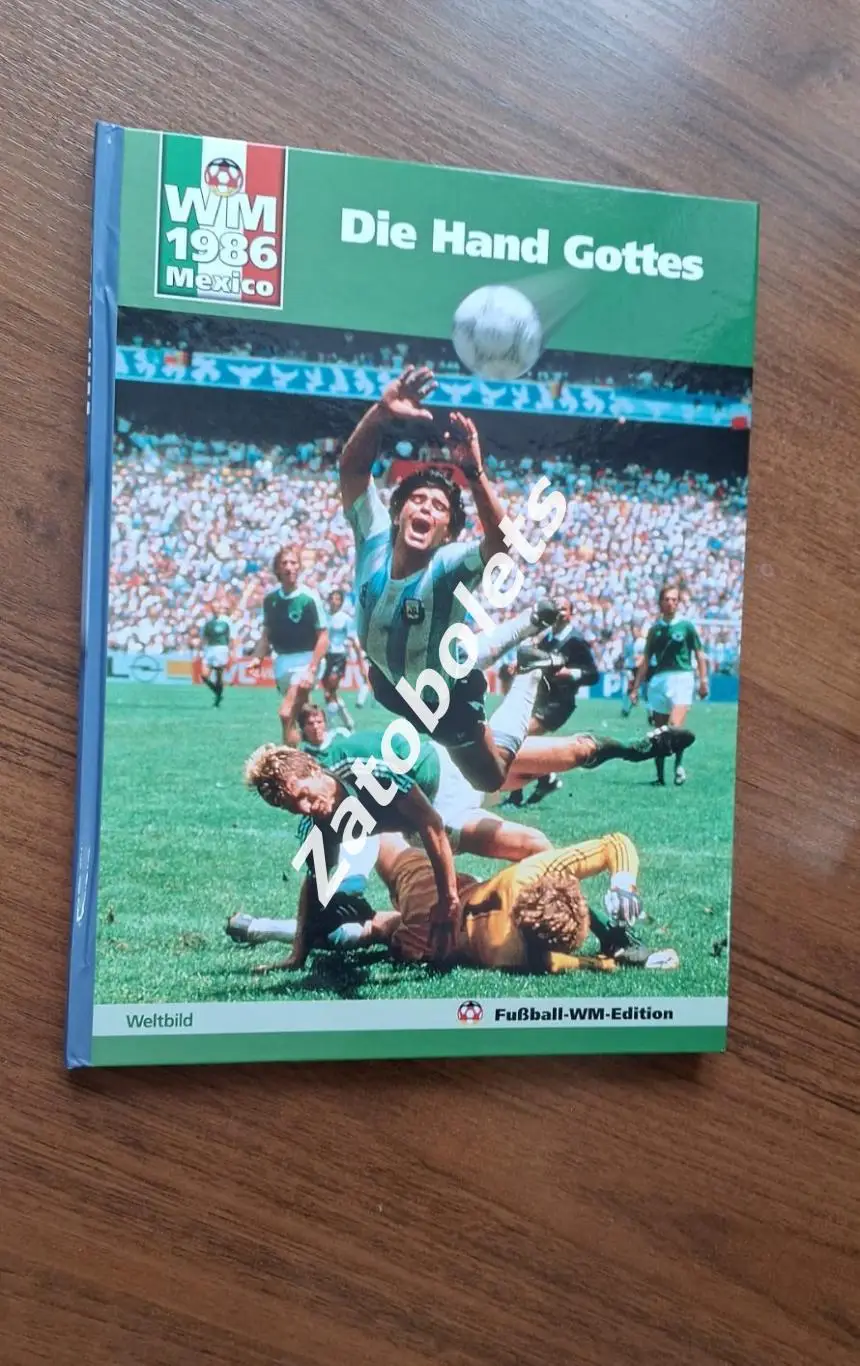 WM
1986
Mexico
Die Hand Gottes
Zatobolets
Weltbild
Fußball-WM-Edition